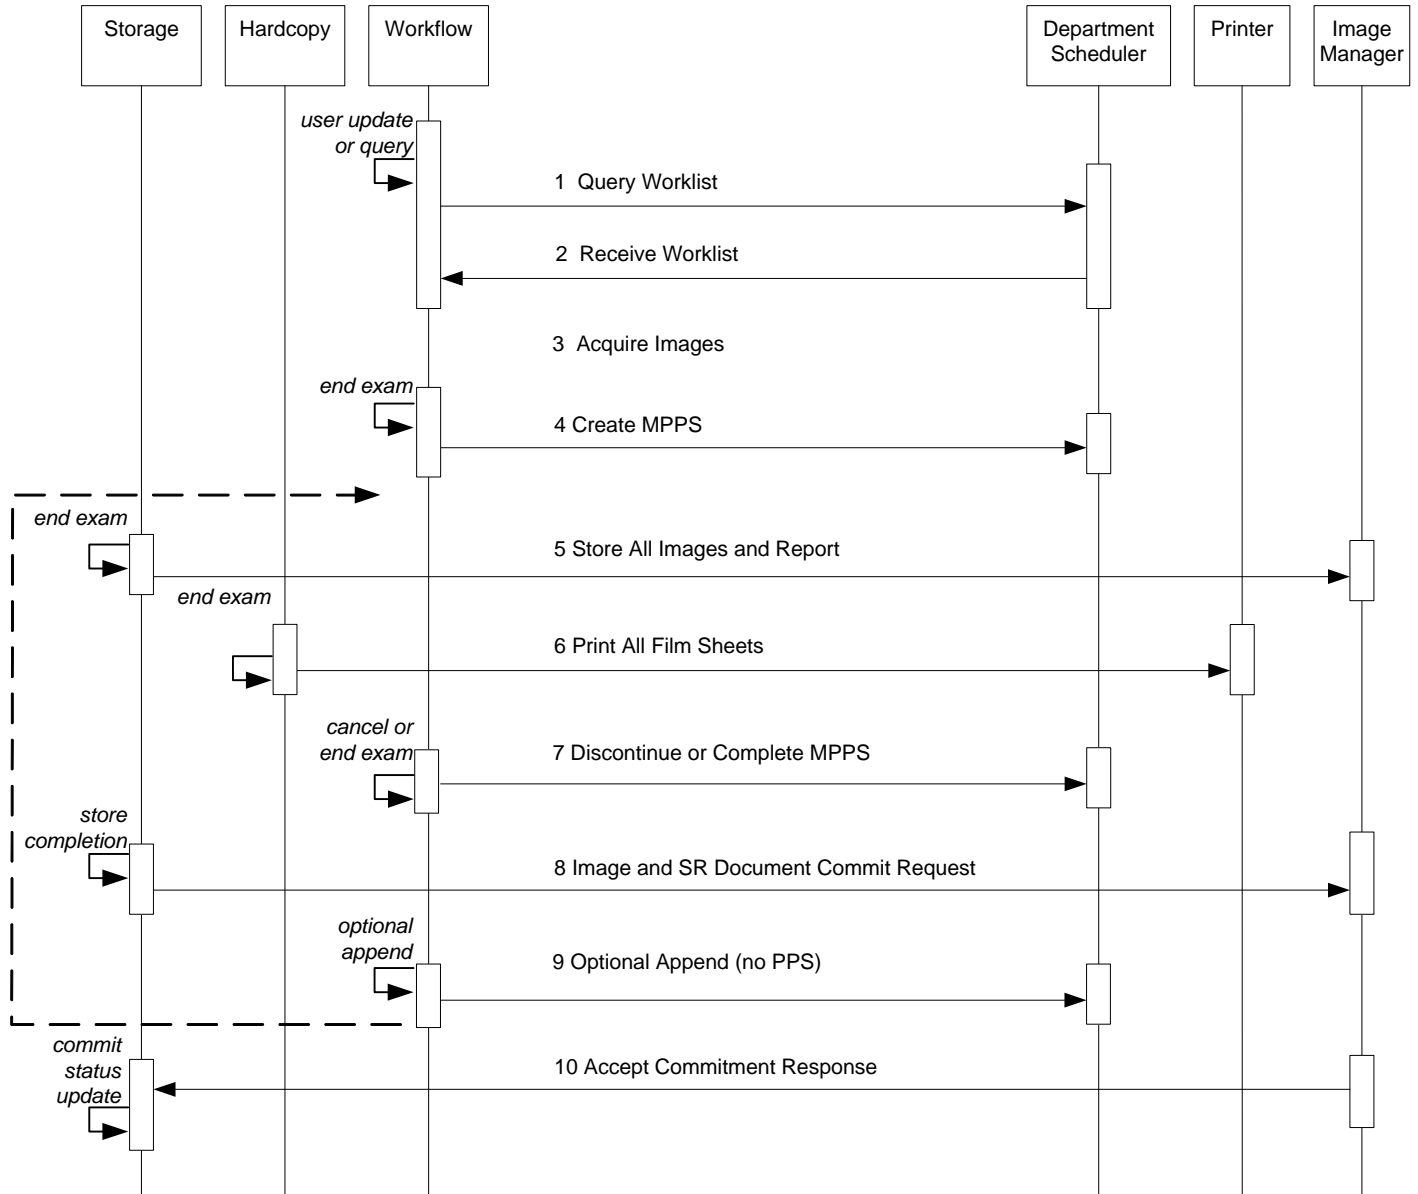 Storage
Hardcopy
Workflow
Department
Scheduler
Printer
Image
Manager
user update
or query
1 Query Worklist
2 Receive Worklist
3 Acquire Images
end exam
4 Create MPPS
end exam
5 Store All Images and Report
end exam
6 Print All Film Sheets
cancel or
end exam
7 Discontinue or Complete MPPS
store
completion
8 Image and SR Document Commit Request
optional
append
9 Optional Append (no PPS)
commit
status
update
10 Accept Commitment Response